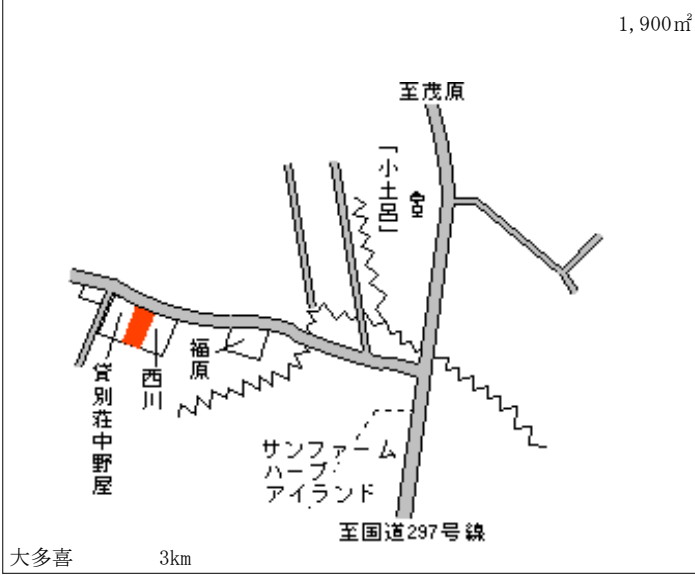 1,900㎡
至茂原
「小土呂」
福原
西川
貸別荘中野屋
サンファーム
ハーブ
アイランド
至国道297号線
大多喜 3km